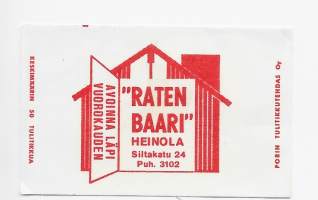 KESKIMÄÄRIN 50 TULITIKKUA
AVOINNA LÄPI
VUOROKAUDEN
"RATEN
BAARI"
HEINOLA
Siltakatu 24
Puh. 3102
PORIN TULITIKKUTEHDAS Oy